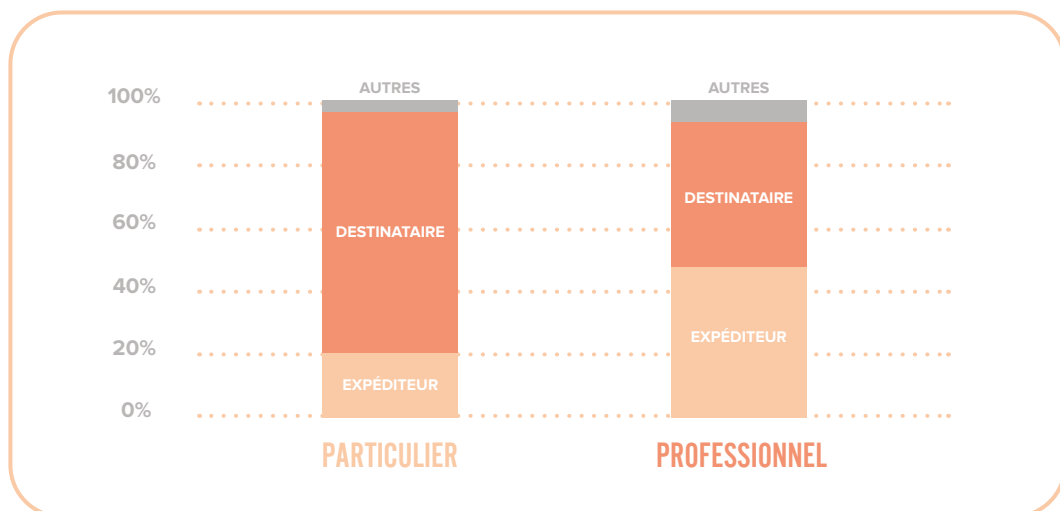 AUTRES
AUTRES
100%
80%
DESTINATAIRE
60%
DESTINATAIRE
40%
EXPÉDITEUR
20%
EXPÉDITEUR
0%
PARTICULIER
PROFESSIONNEL